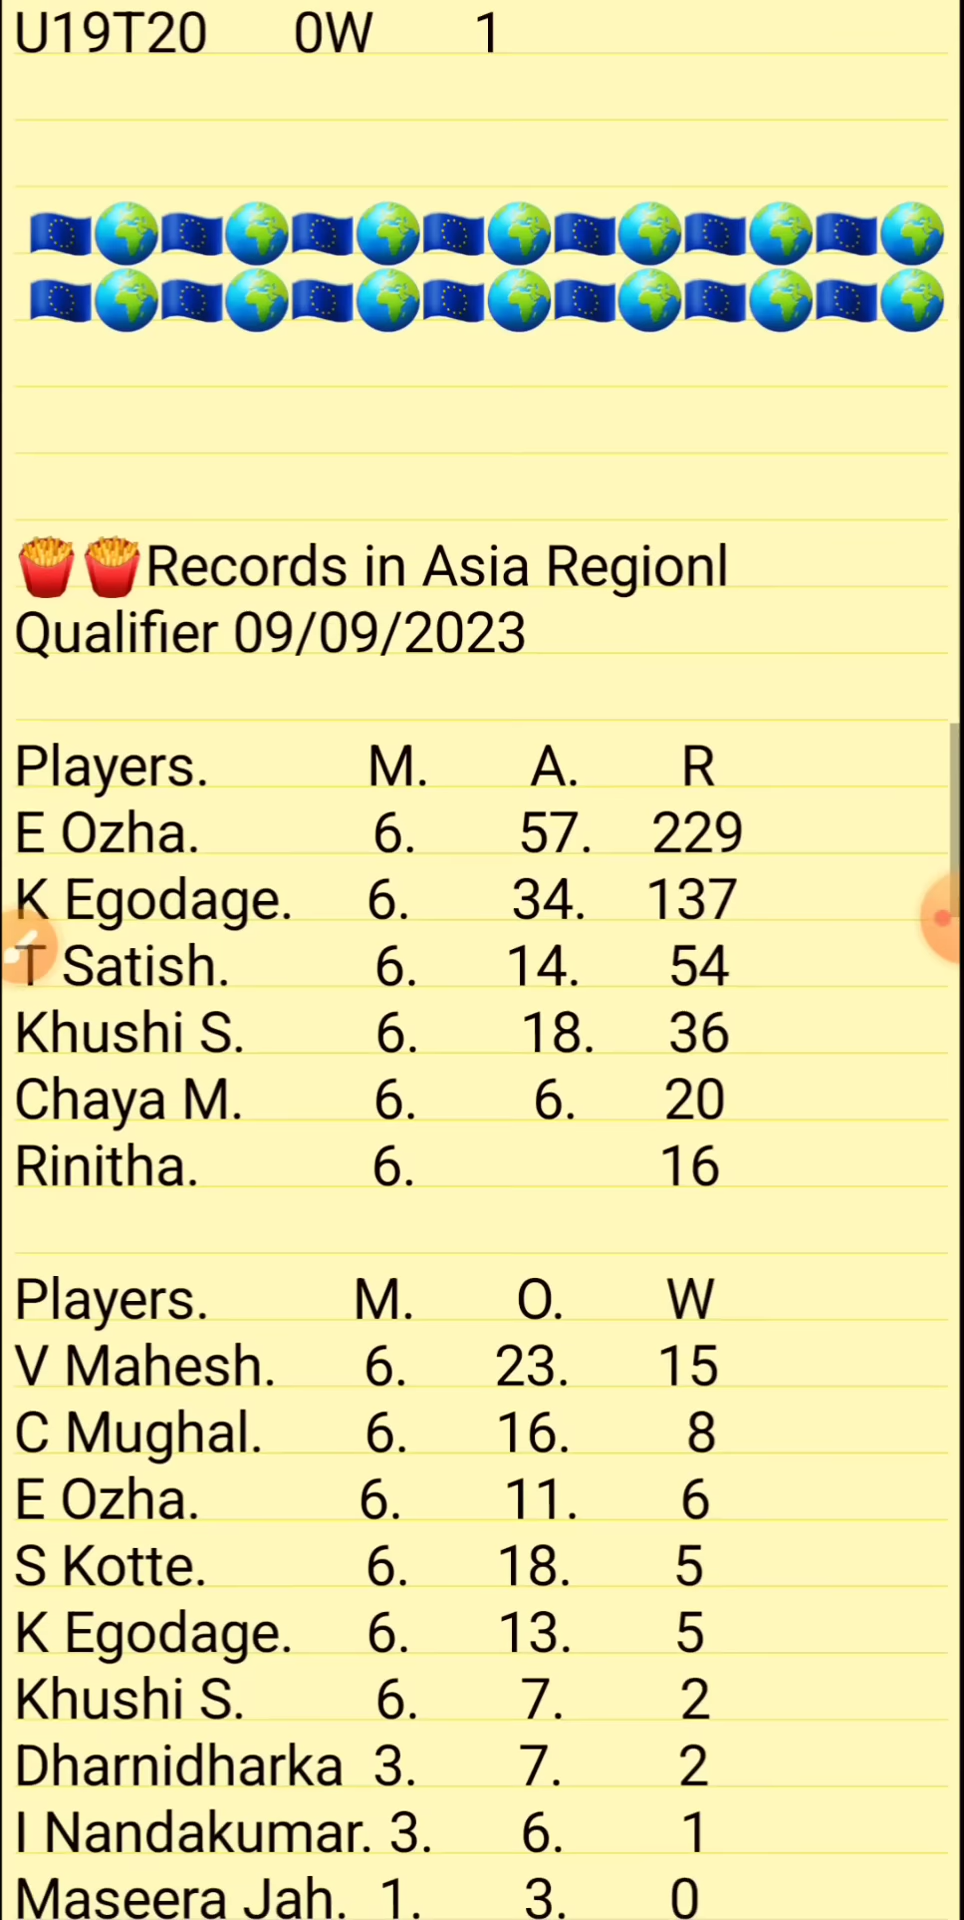 U19T20 0W 1
Records in Asia Regionl
Qualifier 09/09/2023
Players. M. A. R
E Ozha. 6. 57. 229
K Egodage. 6. 34. 137
T Satish. 6. 14. 54
Khushi S. 6. 18. 36
Chaya M. 6. 6. 20
Rinitha. 6. 16
Players. M. O. W
V Mahesh. 6. 23. 15
C Mughal. 6. 16. 8
E Ozha. 6. 11. 6
S Kotte. 6. 18. 5
K Egodage. 6. 13. 5
Khushi S. 6. 7. 2
Dharnidharka 3. 7. 2
I Nandakumar. 3. 6. 1
Maseera Jah. 1. 3. 0